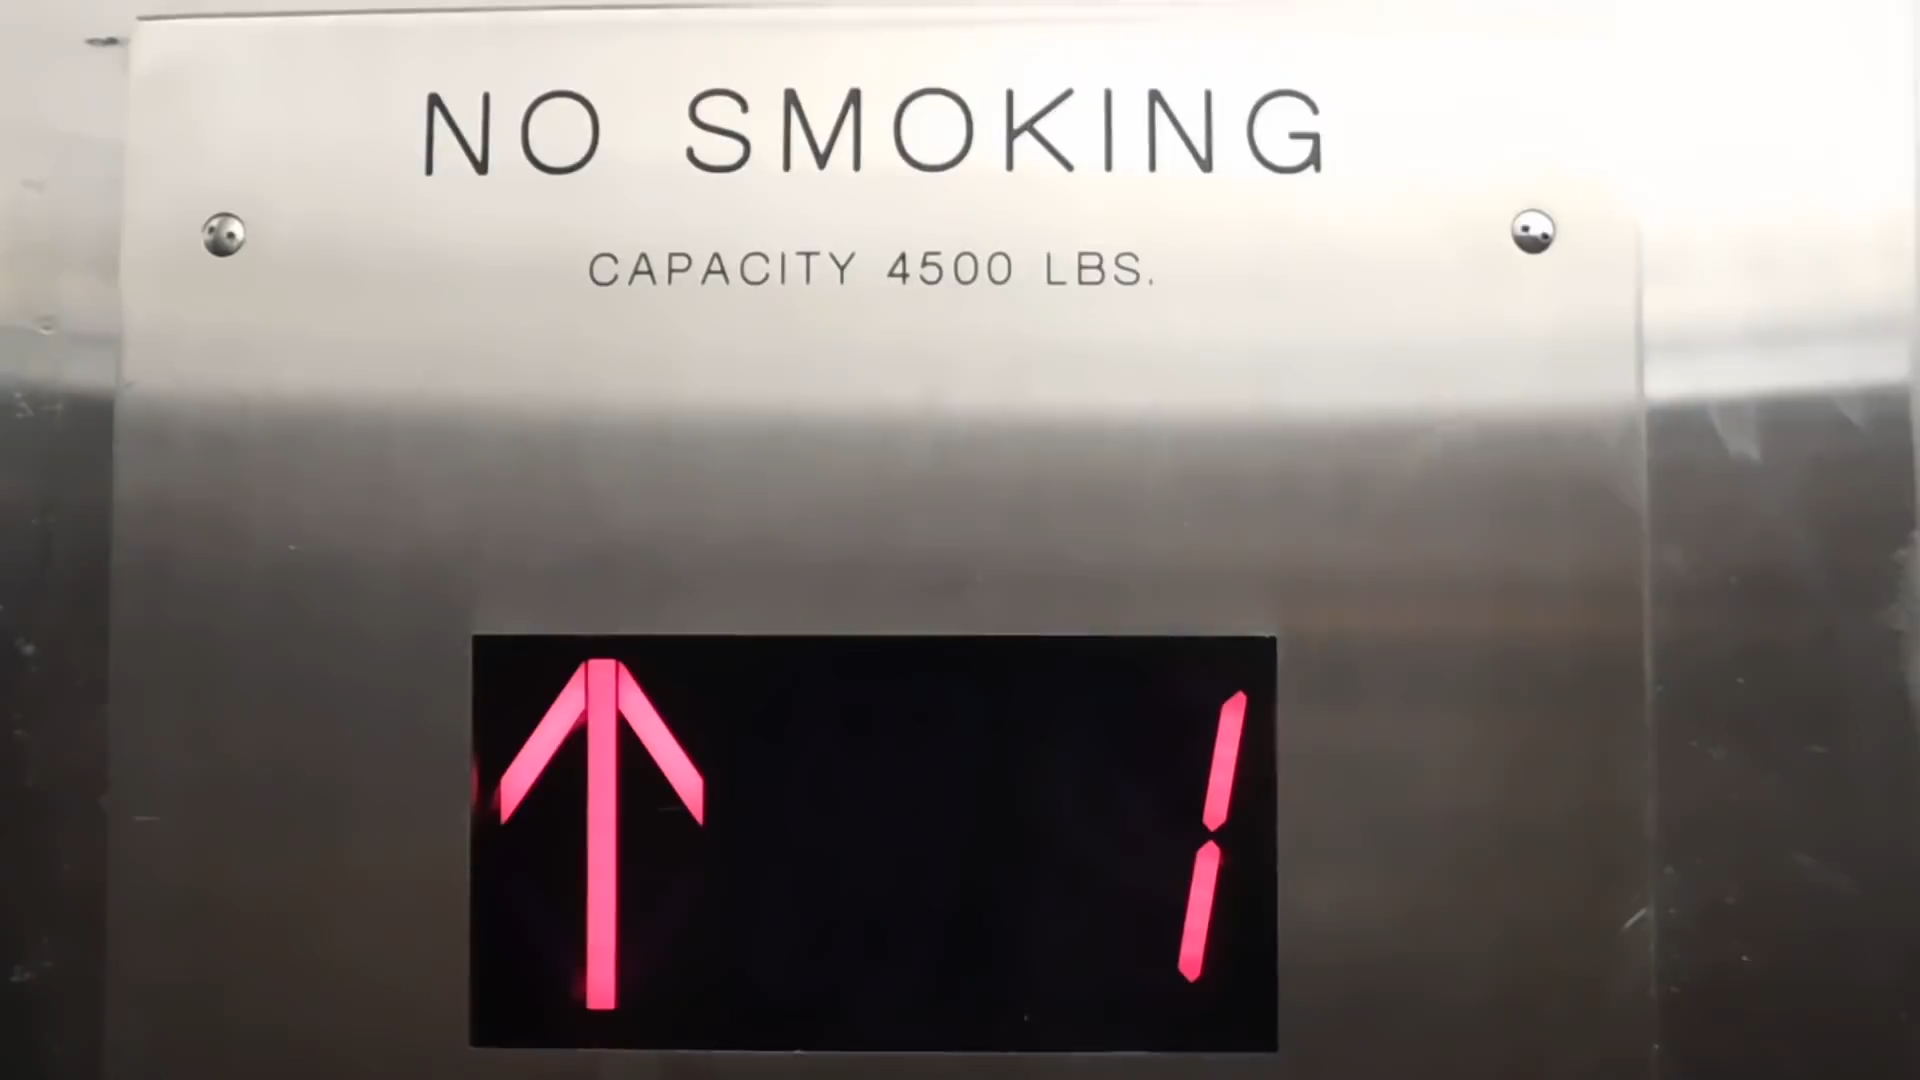 NO SMOKING
CAPACITY 4500 LBS.
↑ 1